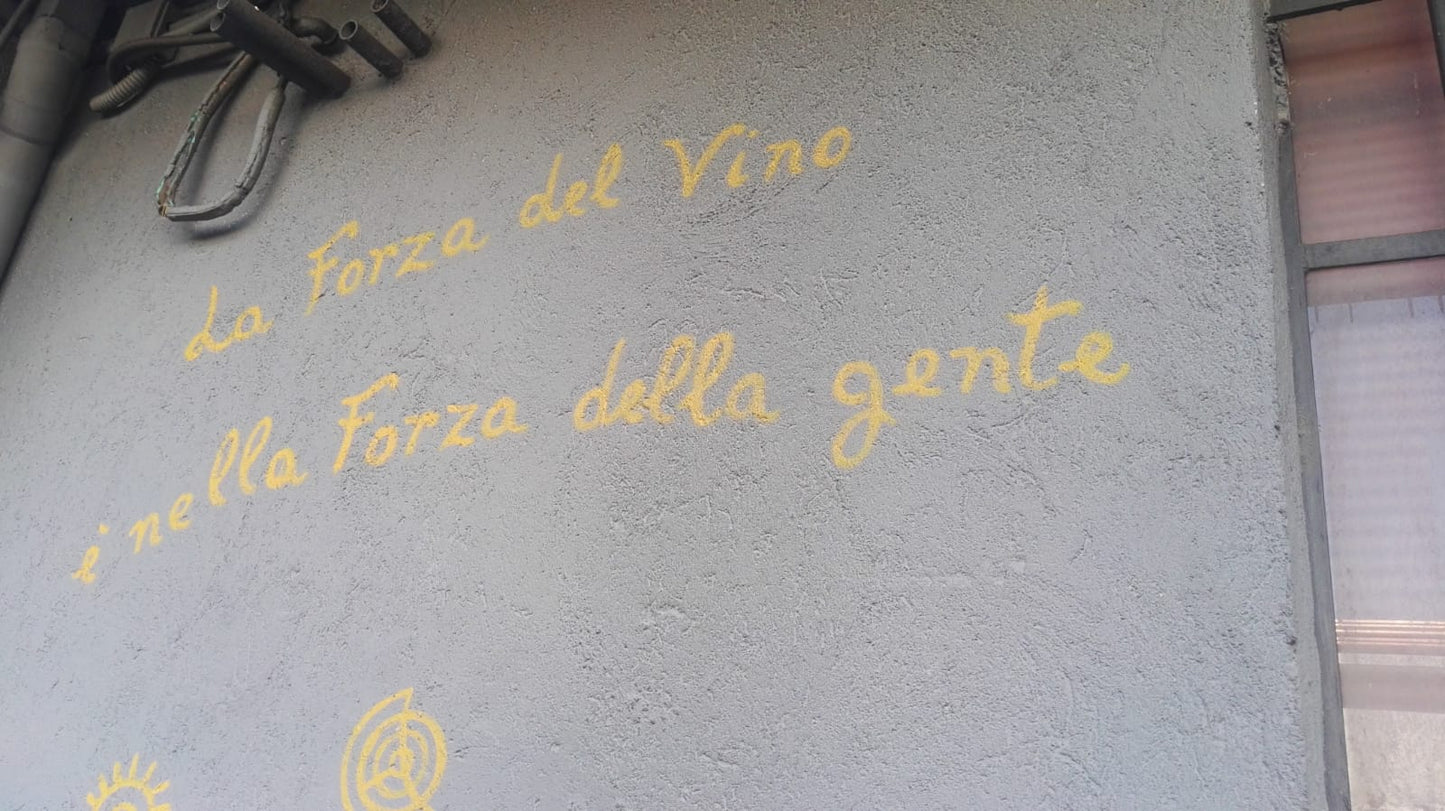 La Forza del Vino
è nella Forza della gente